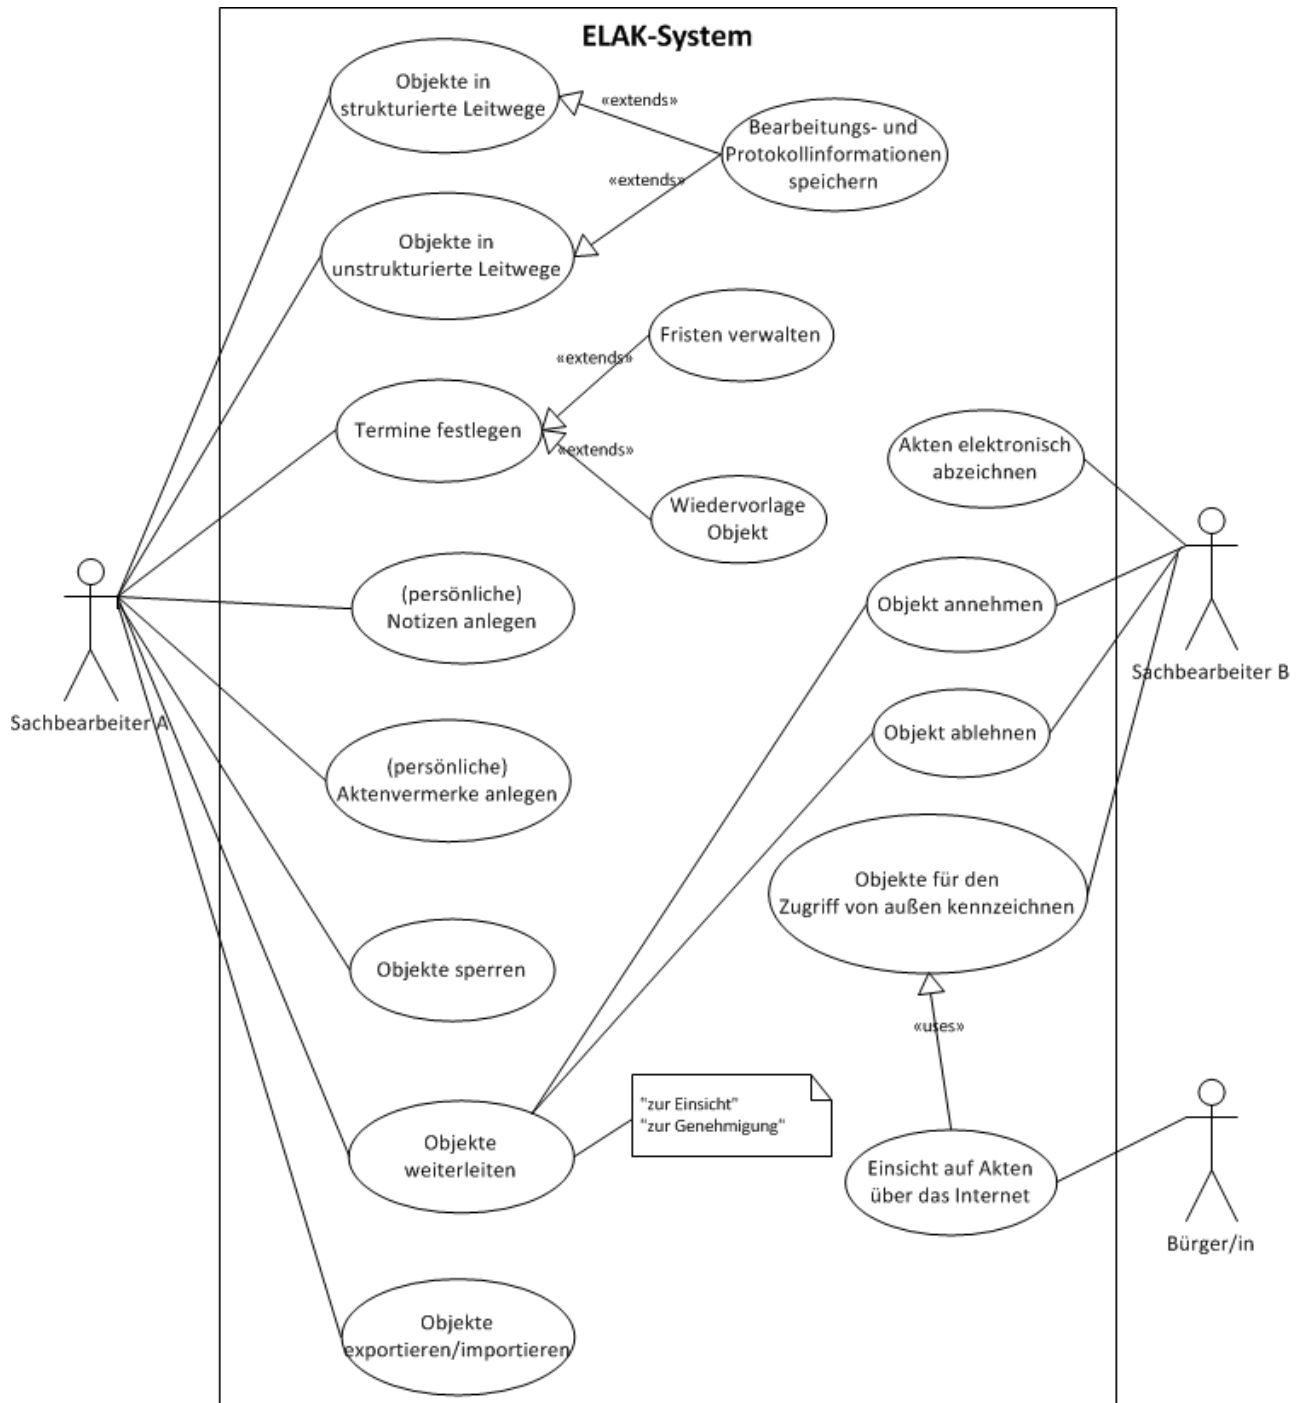 ELAK-System
Objekte in
strukturierte Leitwege
«extends»
Bearbeitungs- und
Protokollinformationen
speichern
«extends»
Objekte in
unstrukturierte Leitwege
Fristen verwalten
«extends»
Termine festlegen
«extends»
Akten elektronisch
abzeichnen
Wiedervorlage
Objekt
(persönliche)
Notizen anlegen
Objekt annehmen
Sachbearbeiter B
Sachbearbeiter A
Objekt ablehnen
(persönliche)
Aktenvermerke anlegen
Objekte für den
Zugriff von außen kennzeichnen
Objekte sperren
«uses»
"zur Einsicht"
"zur Genehmigung"
Objekte
weiterleiten
Einsicht auf Akten
über das Internet
Bürger/in
Objekte
exportieren/importieren